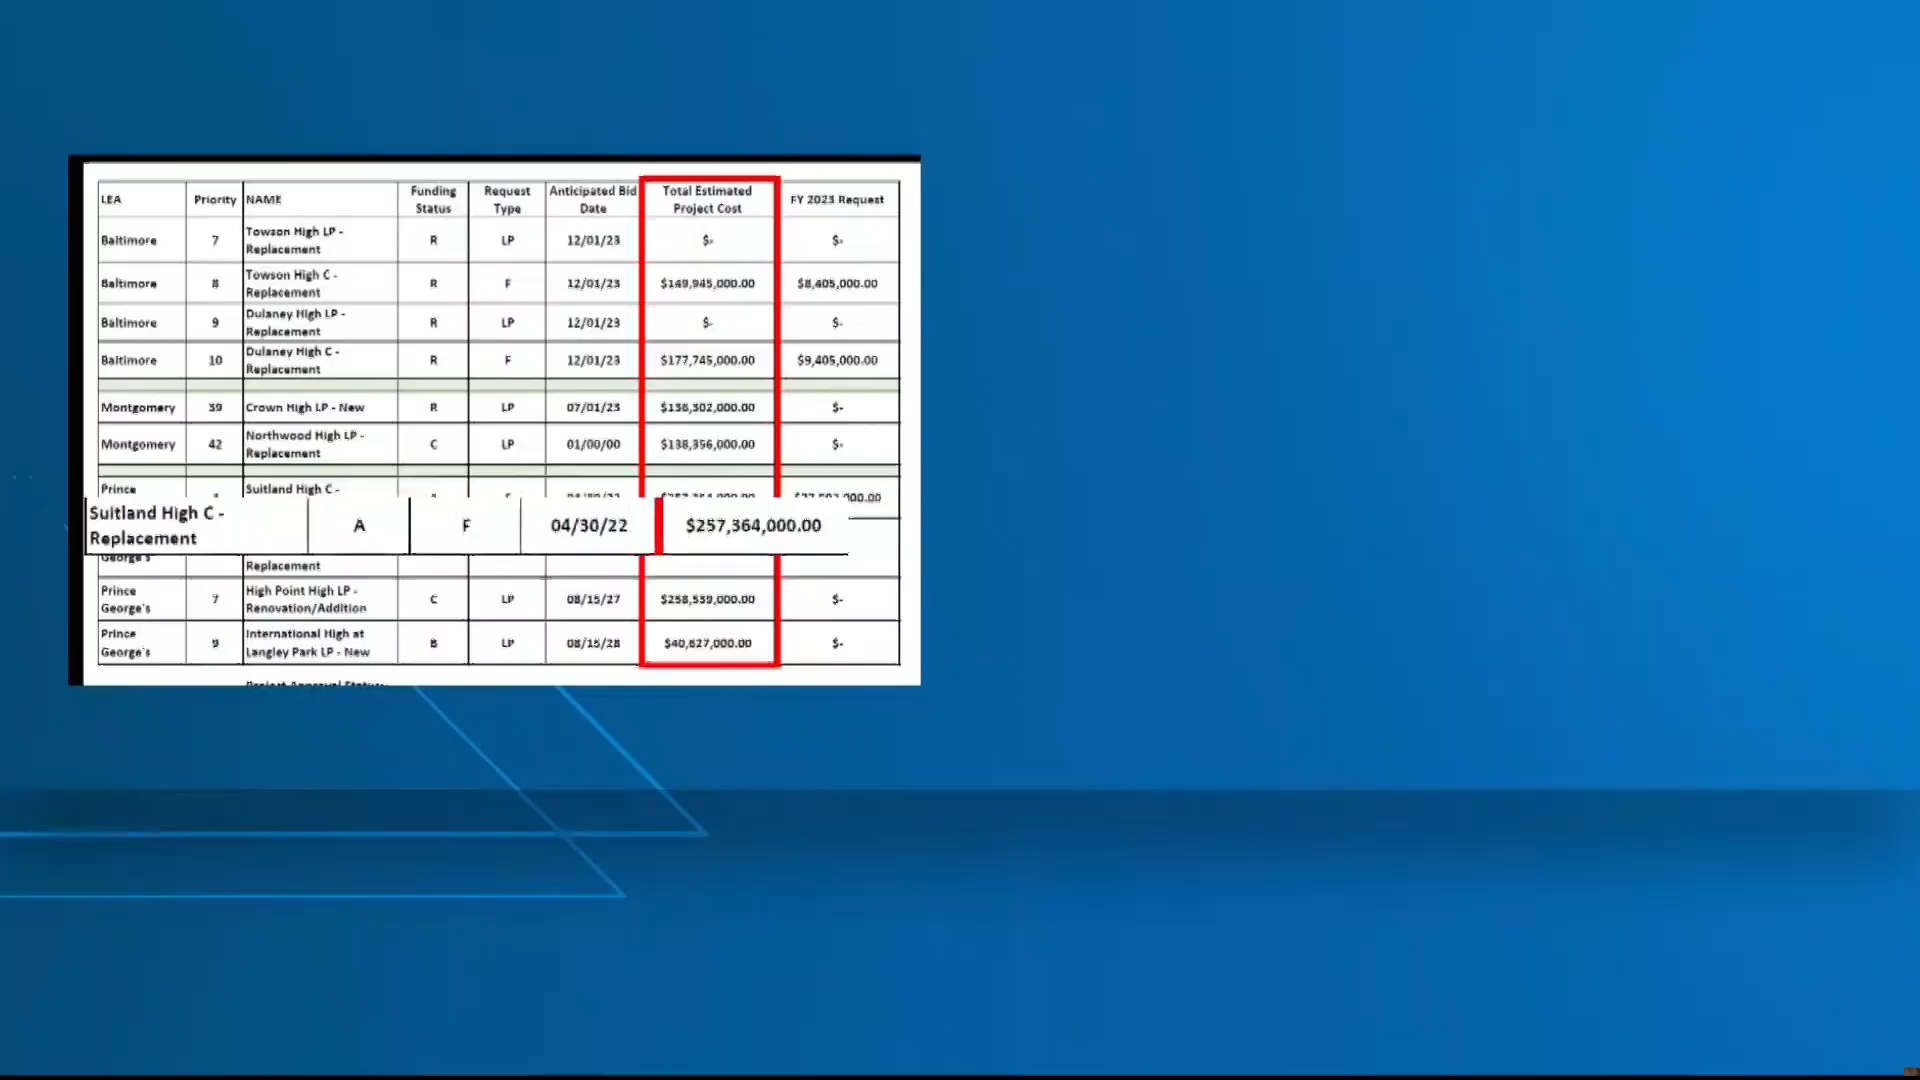 LEA Priority NAME Funding Status Request Type Anticipated Bid Date Total Estimated Project Cost FY 2023 Request
Baltimore 7 Towson High LP - Replacement R LP 12/01/23 $- $-
Baltimore 8 Towson High C - Replacement R F 12/01/23 $149,945,000.00 $8,405,000.00
Baltimore 9 Dulaney High LP - Replacement R LP 12/01/23 $- $-
Baltimore 10 Dulaney High C - Replacement R F 12/01/23 $177,745,000.00 $9,405,000.00
Montgomery 39 Crown High LP - New R LP 07/01/23 $136,302,000.00 $-
Montgomery 42 Northwood High LP - Replacement C LP 01/00/00 $138,356,000.00 $-
Prince Suitland High C -
Suitland High C - Replacement A F 04/30/22 $257,364,000.00
George's Replacement
Prince George's 7 High Point High LP - Renovation/Addition C LP 08/15/27 $258,539,000.00 $-
Prince George's 9 International High at Langley Park LP - New B LP 08/15/28 $40,627,000.00 $-